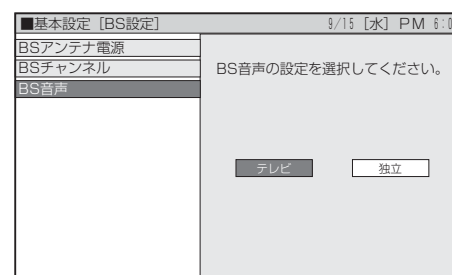 ■基本設定［BS設定］ 9/15［水］PM 6:0
BSアンテナ電源
BSチャンネル
BS音声
BS音声の設定を選択してください。
テレビ 独立